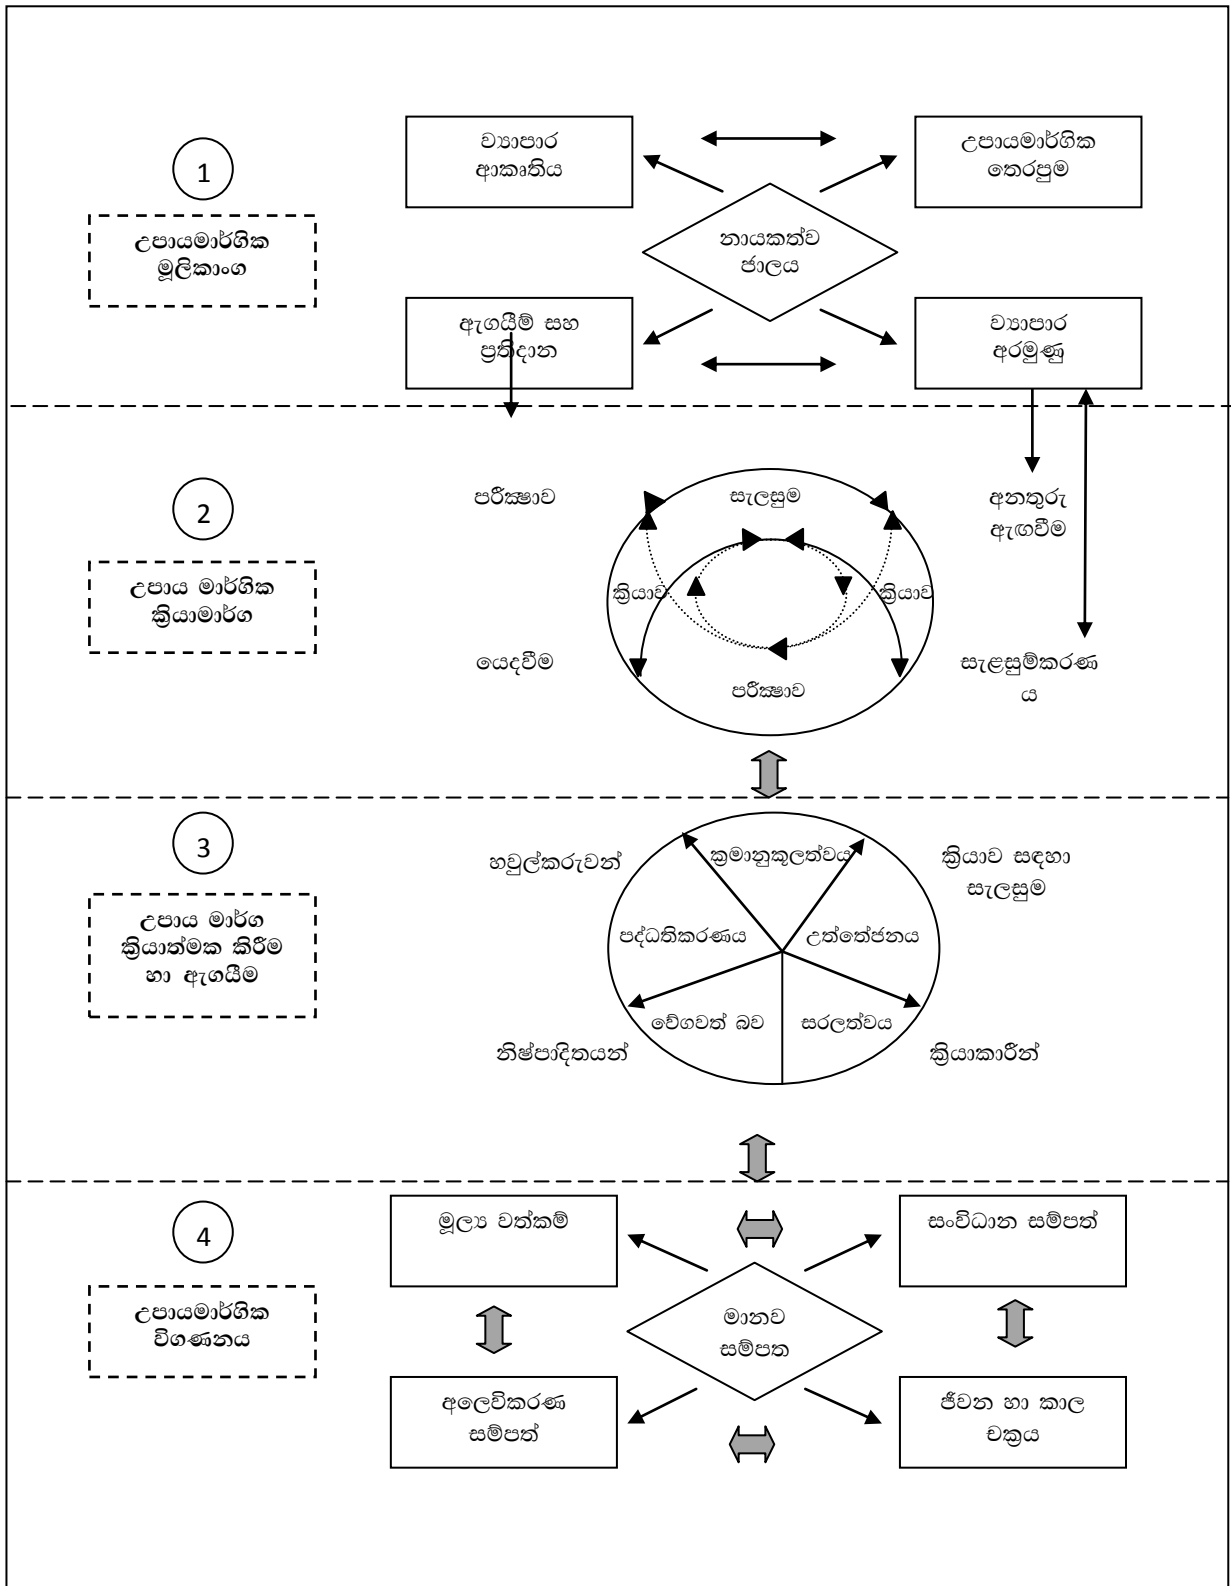 1
උපායමාර්ගික
මූලිකාංග
ව්‍යාපාර
ආකෘතිය
උපායමාර්ගික
තෙරපුම
නායකත්ව
ජාලය
ඇගයීම් සහ
ප්‍රතිදාන
ව්‍යාපාර
අරමුණු
2
උපාය මාර්ගික
ක්‍රියාමාර්ග
පරීක්‍ෂාව
සැලසුම
අනතුරු
ඇඟවීම
ක්‍රියාව
ක්‍රියාව
යෙදවීම
පරීක්‍ෂාව
සැළසුම්කරණ
ය
3
උපාය මාර්ග
ක්‍රියාත්මක කිරීම
හා ඇගයීම
හවුල්කරුවන්
ක්‍රමානුකූලත්වය
ක්‍රියාව සඳහා
සැලසුම
පද්ධතිකරණය
උත්තේජනය
වේගවත් බව
සරලත්වය
නිෂ්පාදිතයන්
ක්‍රියාකාරීන්
4
උපායමාර්ගික
විගණනය
මූල්‍ය වත්කම්
සංවිධාන සම්පත්
මානව
සම්පත
අලෙවිකරණ
සම්පත්
ජීවන හා කාල
චක්‍රය